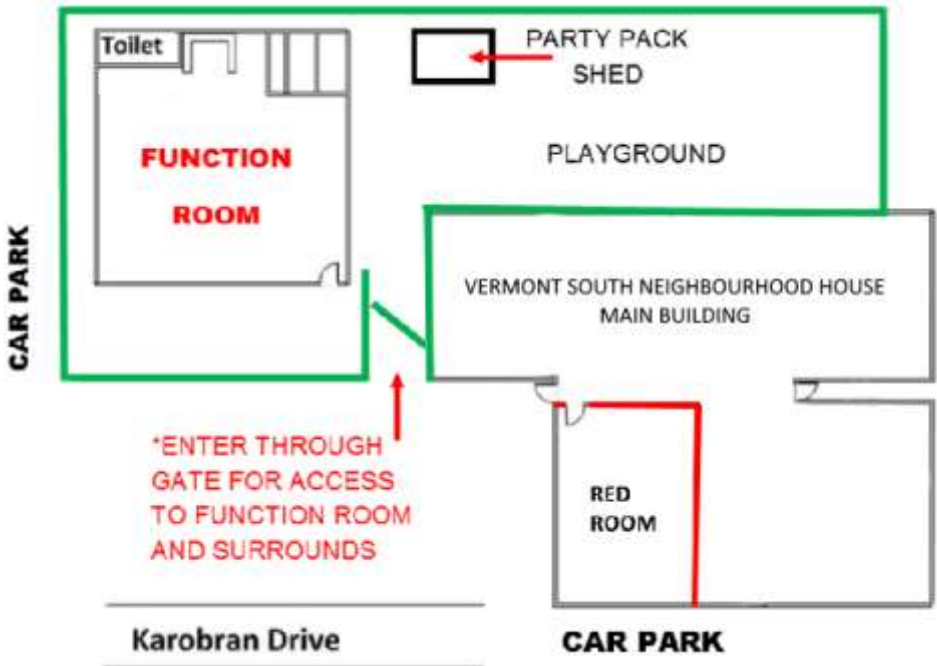 Toilet
PARTY PACK
SHED
FUNCTION
ROOM
PLAYGROUND
CAR PARK
VERMONT SOUTH NEIGHBOURHOOD HOUSE
MAIN BUILDING
*ENTER THROUGH
GATE FOR ACCESS
TO FUNCTION ROOM
AND SURROUNDS
RED
ROOM
Karobran Drive
CAR PARK